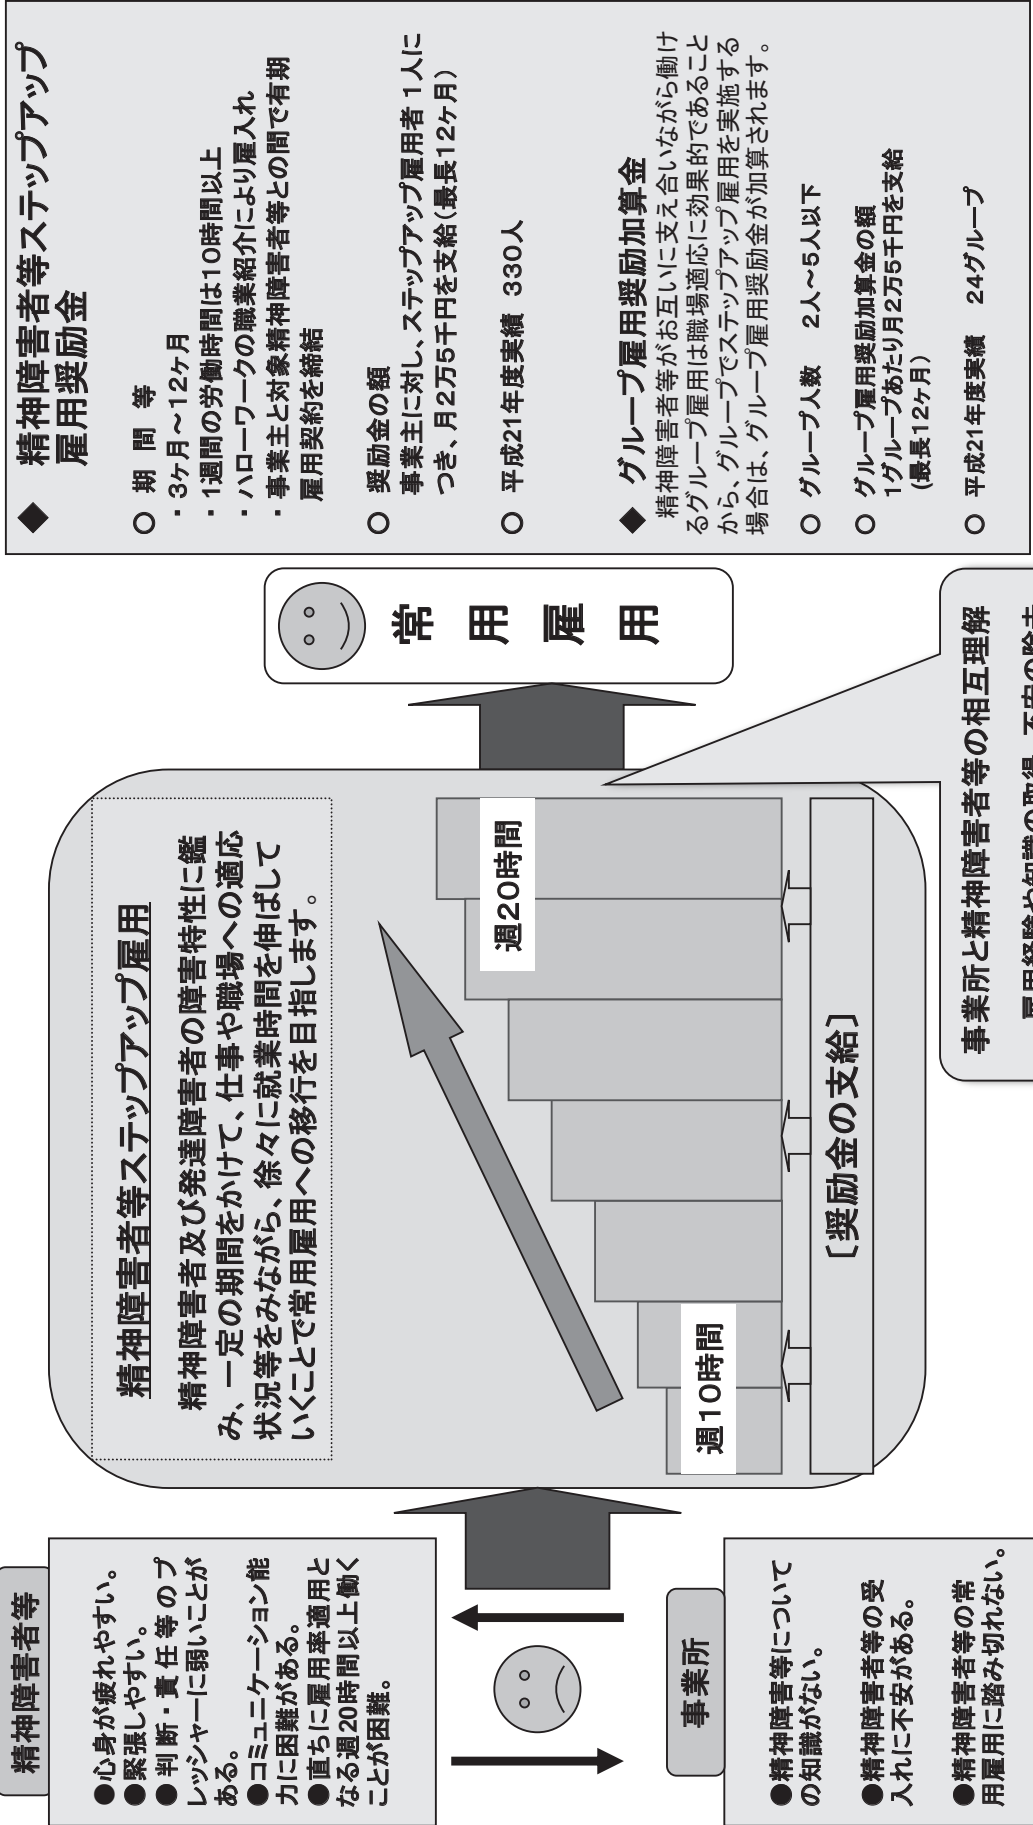 精神障害者等
●心身が疲れやすい。
●緊張しやすい。
●判断・責任等のプ
レッシャーに弱いことが
ある。
●コミュニケーション能
力に困難がある。
●直ちに雇用率適用と
なる週20時間以上働く
ことが困難。
事業所
●精神障害等について
の知識がない。
●精神障害者等の受
入れに不安がある。
●精神障害者等の常
用雇用に踏み切れない。
精神障害者等ステップアップ雇用
精神障害者及び発達障害者の障害特性に鑑
み、一定の期間をかけて、仕事や職場への適応
状況等をみながら、徐々に就業時間を伸ばして
いくことで常用雇用への移行を目指します。
週10時間
週20時間
［奨励金の支給］
常用雇用
事業所と精神障害者等の相互理解
雇用経験や知識の取得、不安の除去
◆ 精神障害者等ステップアップ
雇用奨励金
○ 期間等
・3ヶ月～12ヶ月
・1週間の労働時間は10時間以上
・ハローワークの職業紹介により雇入れ
・事業主と対象精神障害者等との間で有期
雇用契約を締結
○ 奨励金の額
事業主に対し、ステップアップ雇用者1人に
つき、月2万5千円を支給（最長12ヶ月）
○ 平成21年度実績 330人
◆ グループ雇用奨励加算金
精神障害者等がお互いに支え合いながら働け
るグループ雇用は職場適応に効果的であること
から、グループでステップアップ雇用を実施する
場合は、グループ雇用奨励金が加算されます。
○ グループ人数 2人～5人以下
○ グループ雇用奨励加算金の額
1グループあたり月2万5千円を支給
（最長12ヶ月）
○ 平成21年度実績 24グループ